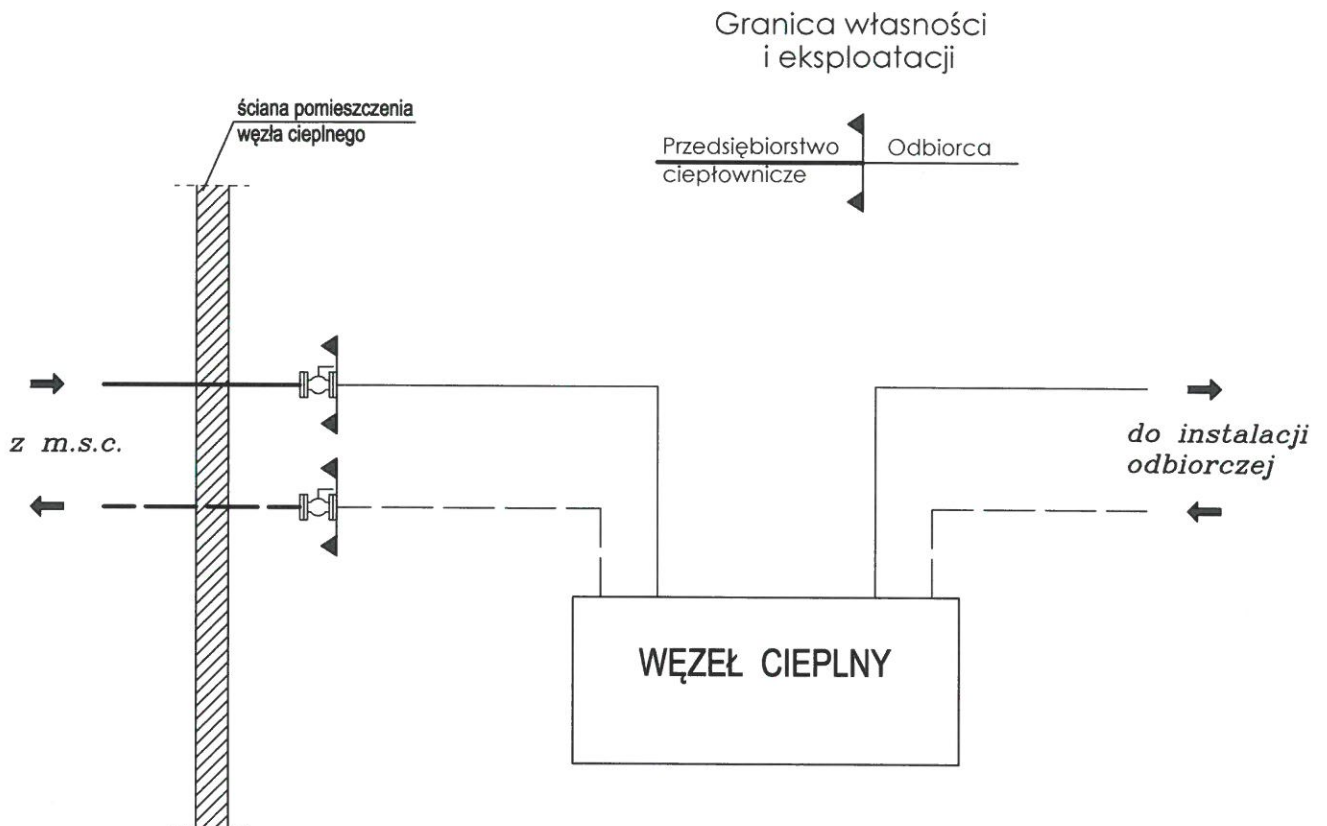 Granica własności
i eksploatacji
ściana pomieszczenia
węzła cieplnego
Przedsiębiorstwo
ciepłownicze
Odbiorca
z m.s.c.
do instalacji
odbiorczej
WĘZEŁ CIEPLNY